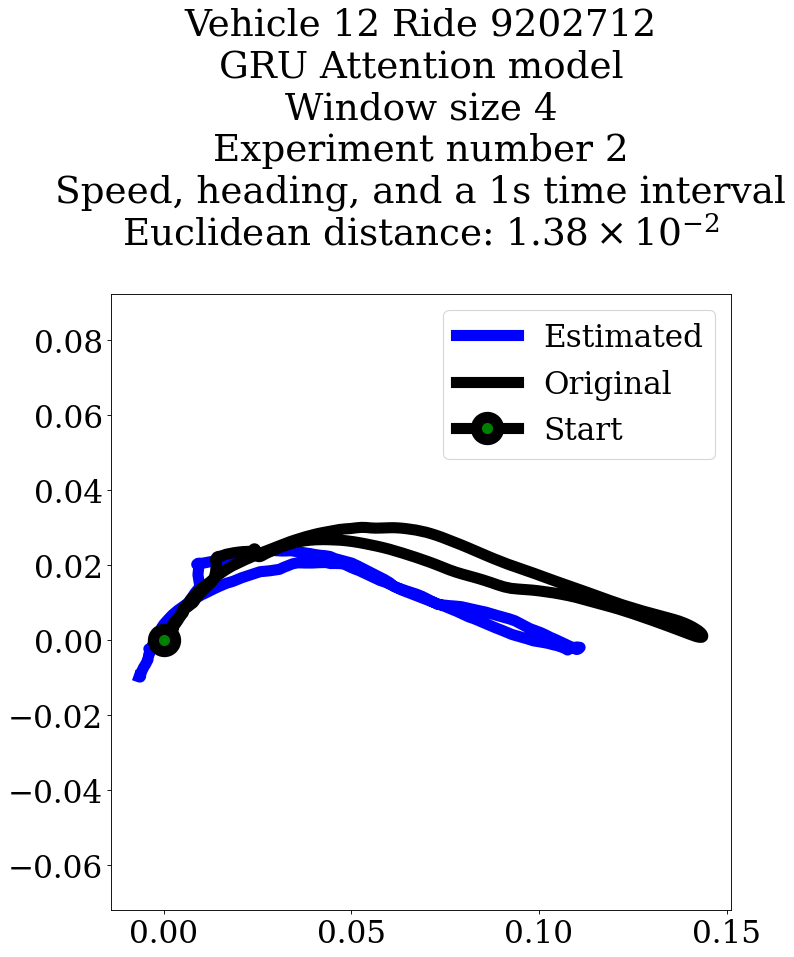 Vehicle 12 Ride 9202712
GRU Attention model
Window size 4
Experiment number 2
Speed, heading, and a 1s time interval
Euclidean distance: 1.38 × 10⁻²
Estimated
Original
Start
0.08
0.06
0.04
0.02
0.00
−0.02
−0.04
−0.06
0.00 0.05 0.10 0.15